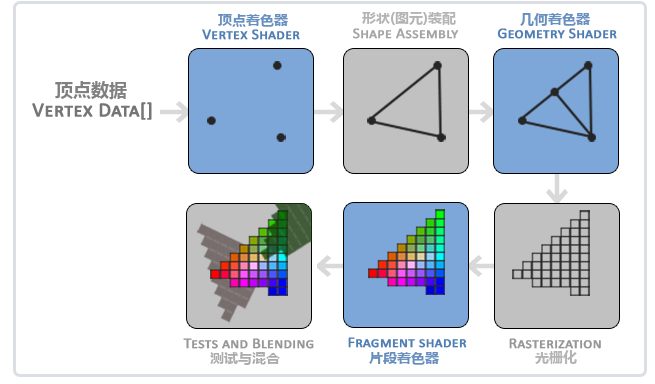 顶点着色器
VERTEX SHADER
形状(图元)装配
SHAPE ASSEMBLY
几何着色器
GEOMETRY SHADER
顶点数据
VERTEX DATA[]
TESTS AND BLENDING
测试与混合
FRAGMENT SHADER
片段着色器
RASTERIZATION
光栅化